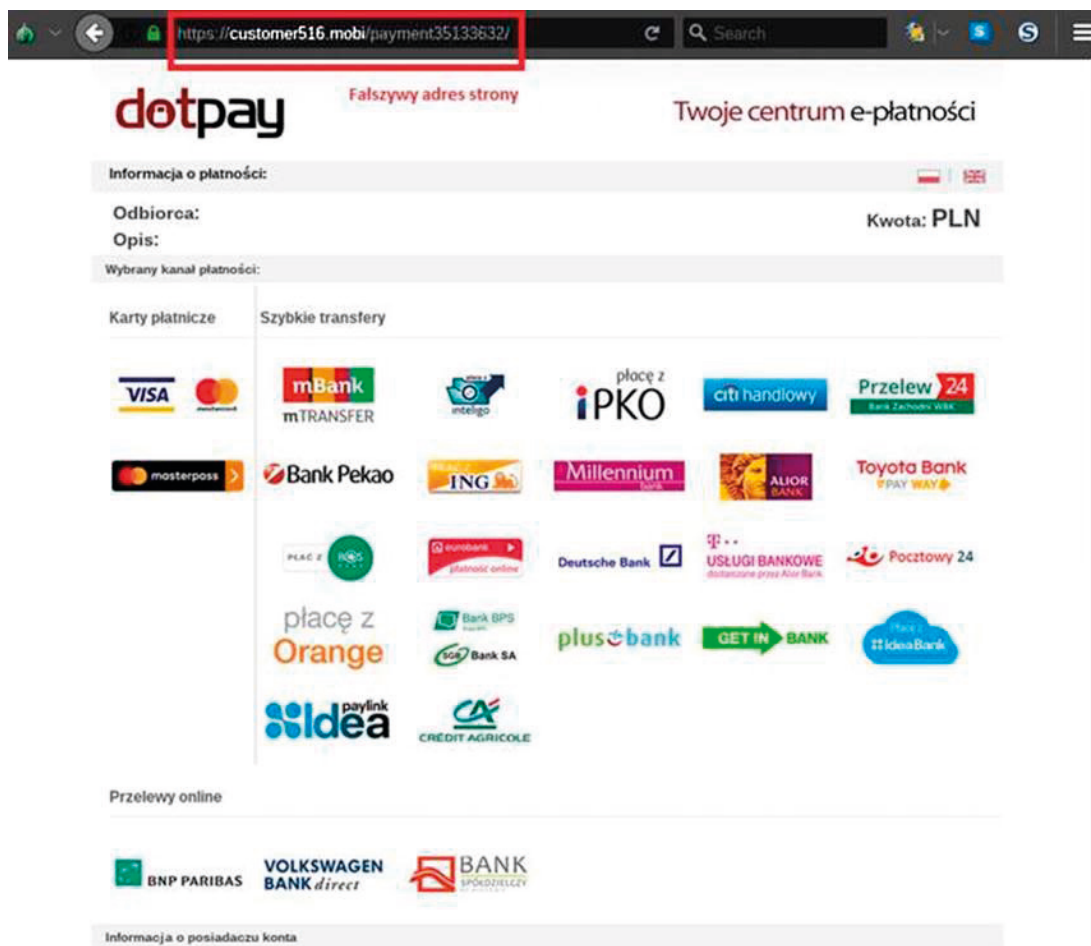 https://customer516.mobi/payment35133632/
Search
Fałszywy adres strony
dotpay
Twoje centrum e-płatności
Informacja o płatności:
Odbiorca:
Kwota: PLN
Opis:
Wybrany kanał płatności:
Karty płatnicze
Szybkie transfery
VISA
mastercard
mBank
mTRANSFER
inteligo
płacę z
iPKO
citi handlowy
Przelew 24
Bank Zachodni WBK
masterpass
Bank Pekao
ING
Millennium
bank
ALIOR
BANK
Toyota Bank
PAY WAY
PŁAĆ Z
BOŚ
eurobank
płatność online
Deutsche Bank
T
USŁUGI BANKOWE
dostarczane przez Alior Bank
Pocztowy 24
płacę z
Orange
Bank BPS
SGB Bank SA
plusbank
GET IN BANK
Płacę z
IdeaBank
paylink
Idea
CRÉDIT AGRICOLE
Przelewy online
BNP PARIBAS
VOLKSWAGEN
BANK direct
BANK
SPÓŁDZIELCZY
Informacja o posiadaczu konta